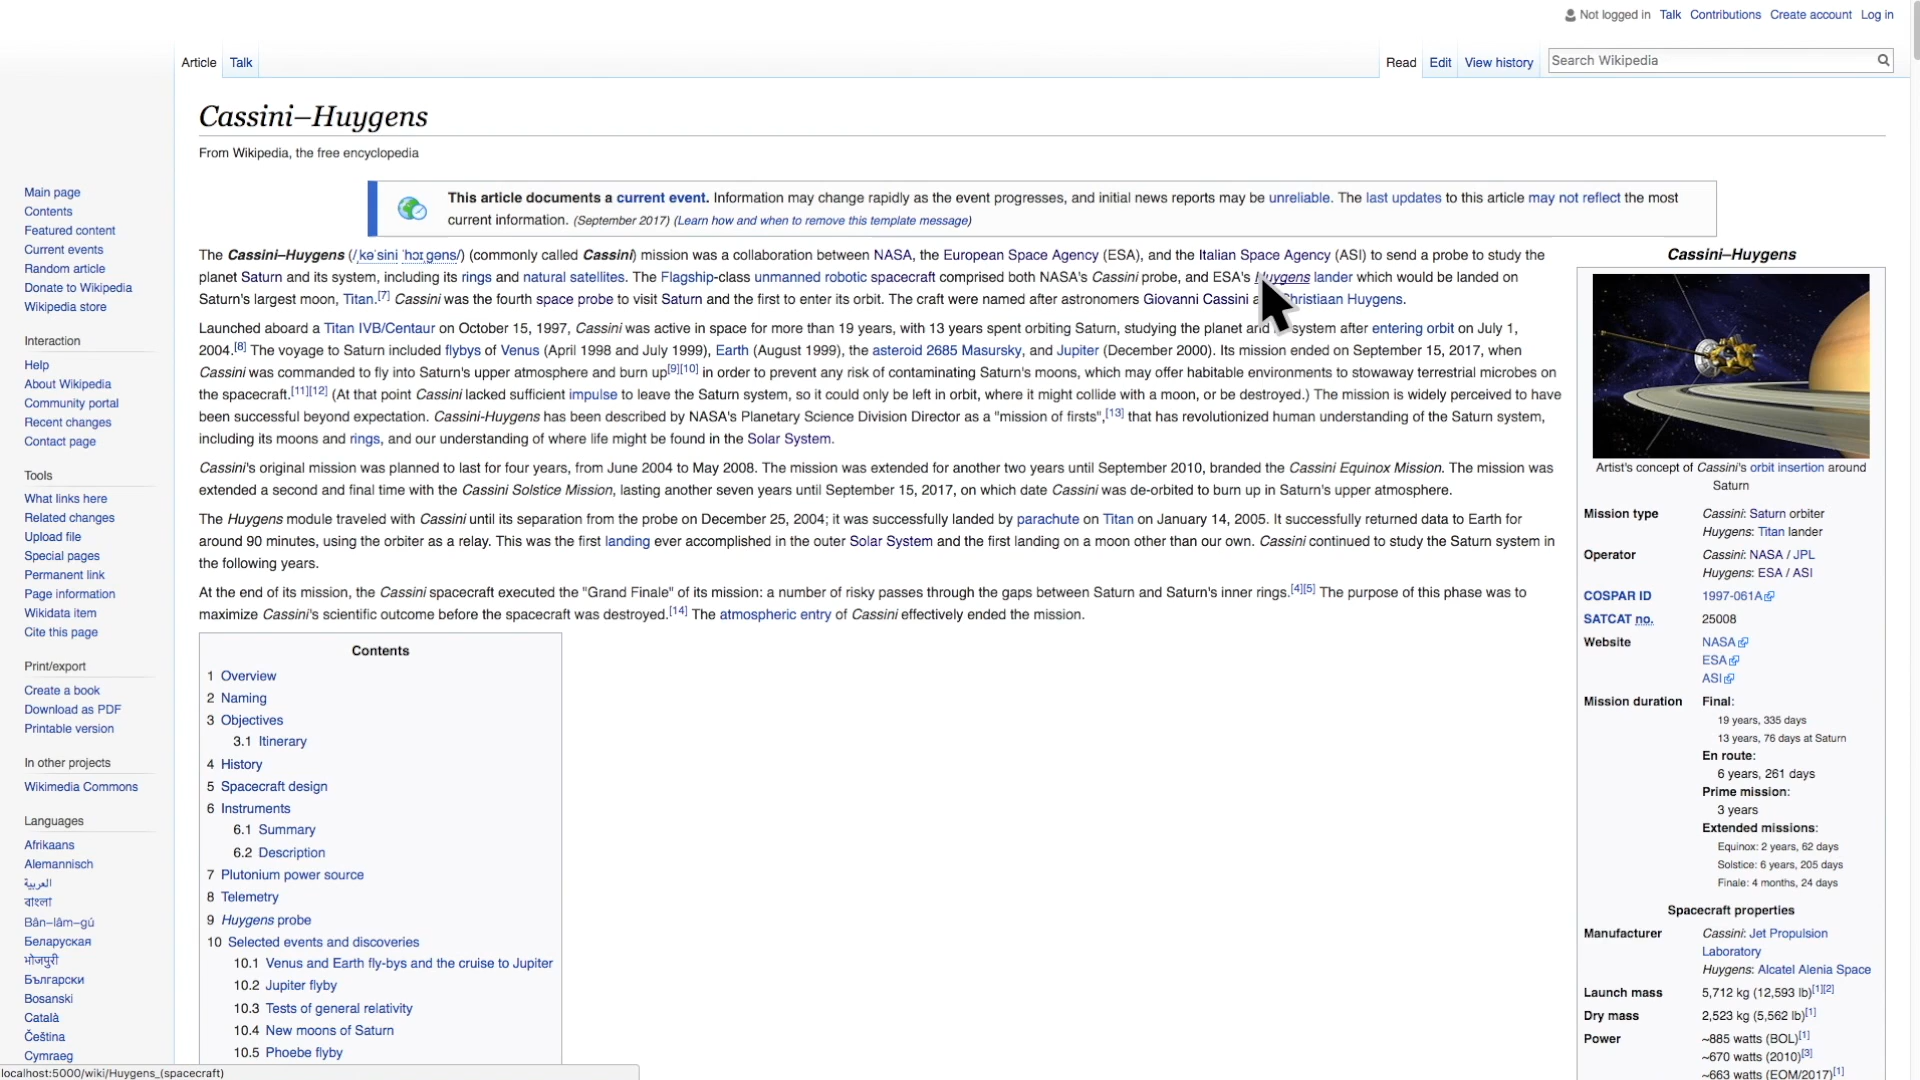 Not logged in Talk Contributions Create account Log in
Article Talk Read Edit View history Search Wikipedia
Cassini–Huygens
From Wikipedia, the free encyclopedia
Main page
Contents
Featured content
Current events
Random article
Donate to Wikipedia
Wikipedia store
Interaction
Help
About Wikipedia
Community portal
Recent changes
Contact page
Tools
What links here
Related changes
Upload file
Special pages
Permanent link
Page information
Wikidata item
Cite this page
Print/export
Create a book
Download as PDF
Printable version
In other projects
Wikimedia Commons
Languages
Afrikaans
Alemannisch
العربية
বাংলা
Bân-lâm-gú
Беларуская
भोजपुरी
Български
Bosanski
Català
Čeština
Cymraeg
This article documents a current event. Information may change rapidly as the event progresses, and initial news reports may be unreliable. The last updates to this article may not reflect the most
current information. (September 2017) (Learn how and when to remove this template message)
The Cassini–Huygens (/kəˈsiːni ˈhɔɪɡəns/) (commonly called Cassini) mission was a collaboration between NASA, the European Space Agency (ESA), and the Italian Space Agency (ASI) to send a probe to study the
planet Saturn and its system, including its rings and natural satellites. The Flagship-class unmanned robotic spacecraft comprised both NASA's Cassini probe, and ESA's Huygens lander which would be landed on
Saturn's largest moon, Titan.[7] Cassini was the fourth space probe to visit Saturn and the first to enter its orbit. The craft were named after astronomers Giovanni Cassini a Christiaan Huygens.
Launched aboard a Titan IVB/Centaur on October 15, 1997, Cassini was active in space for more than 19 years, with 13 years spent orbiting Saturn, studying the planet and system after entering orbit on July 1,
2004.[8] The voyage to Saturn included flybys of Venus (April 1998 and July 1999), Earth (August 1999), the asteroid 2685 Masursky, and Jupiter (December 2000). Its mission ended on September 15, 2017, when
Cassini was commanded to fly into Saturn's upper atmosphere and burn up[9][10] in order to prevent any risk of contaminating Saturn's moons, which may offer habitable environments to stowaway terrestrial microbes on
the spacecraft.[11][12] (At that point Cassini lacked sufficient impulse to leave the Saturn system, so it could only be left in orbit, where it might collide with a moon, or be destroyed.) The mission is widely perceived to have
been successful beyond expectation. Cassini-Huygens has been described by NASA's Planetary Science Division Director as a "mission of firsts",[13] that has revolutionized human understanding of the Saturn system,
including its moons and rings, and our understanding of where life might be found in the Solar System.
Cassini's original mission was planned to last for four years, from June 2004 to May 2008. The mission was extended for another two years until September 2010, branded the Cassini Equinox Mission. The mission was
extended a second and final time with the Cassini Solstice Mission, lasting another seven years until September 15, 2017, on which date Cassini was de-orbited to burn up in Saturn's upper atmosphere.
The Huygens module traveled with Cassini until its separation from the probe on December 25, 2004; it was successfully landed by parachute on Titan on January 14, 2005. It successfully returned data to Earth for
around 90 minutes, using the orbiter as a relay. This was the first landing ever accomplished in the outer Solar System and the first landing on a moon other than our own. Cassini continued to study the Saturn system in
the following years.
At the end of its mission, the Cassini spacecraft executed the "Grand Finale" of its mission: a number of risky passes through the gaps between Saturn and Saturn's inner rings.[4][5] The purpose of this phase was to
maximize Cassini's scientific outcome before the spacecraft was destroyed.[14] The atmospheric entry of Cassini effectively ended the mission.
Contents
1 Overview
2 Naming
3 Objectives
3.1 Itinerary
4 History
5 Spacecraft design
6 Instruments
6.1 Summary
6.2 Description
7 Plutonium power source
8 Telemetry
9 Huygens probe
10 Selected events and discoveries
10.1 Venus and Earth fly-bys and the cruise to Jupiter
10.2 Jupiter flyby
10.3 Tests of general relativity
10.4 New moons of Saturn
10.5 Phoebe flyby
Cassini–Huygens
Artist's concept of Cassini's orbit insertion around
Saturn
Mission type Cassini: Saturn orbiter
Huygens: Titan lander
Operator Cassini: NASA / JPL
Huygens: ESA / ASI
COSPAR ID 1997-061A
SATCAT no. 25008
Website NASA
ESA
ASI
Mission duration Final:
19 years, 335 days
13 years, 76 days at Saturn
En route:
6 years, 261 days
Prime mission:
3 years
Extended missions:
Equinox: 2 years, 62 days
Solstice: 6 years, 205 days
Finale: 4 months, 24 days
Spacecraft properties
Manufacturer Cassini: Jet Propulsion
Laboratory
Huygens: Alcatel Alenia Space
Launch mass 5,712 kg (12,593 lb)[1][2]
Dry mass 2,523 kg (5,562 lb)[1]
Power ~885 watts (BOL)[1]
~670 watts (2010)[3]
~663 watts (EOM/2017)[1]
localhost:5000/wiki/Huygens_(spacecraft)